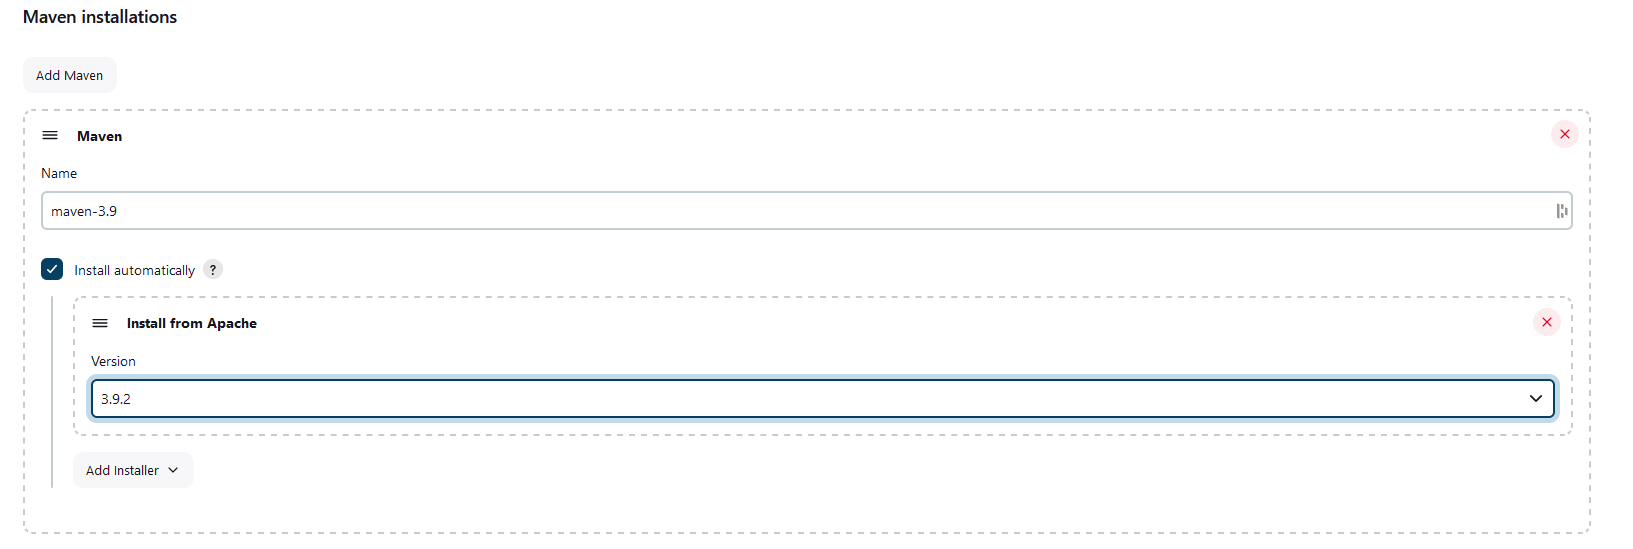 Maven installations
Add Maven
Maven
Name
maven-3.9
Install automatically ?
Install from Apache
Version
3.9.2
Add Installer